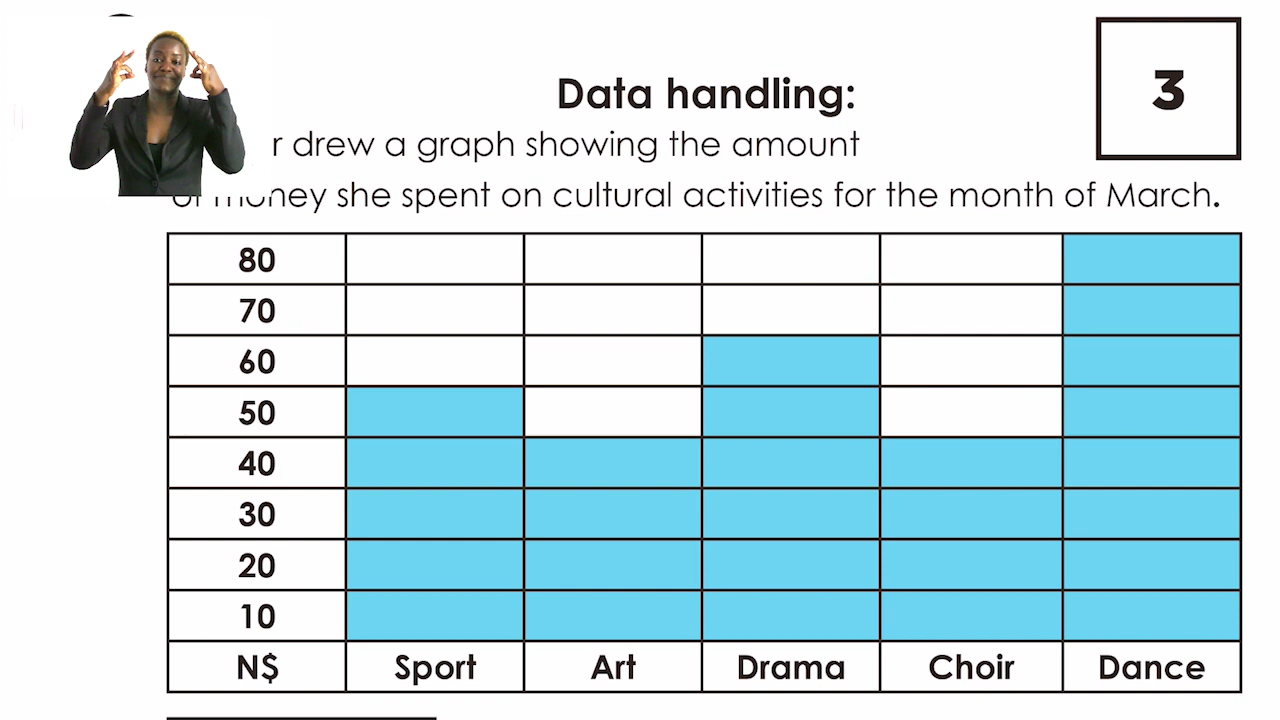 Data handling:
3
drew a graph showing the amount
money she spent on cultural activities for the month of March.
80
70
60
50
40
30
20
10
N$ Sport Art Drama Choir Dance